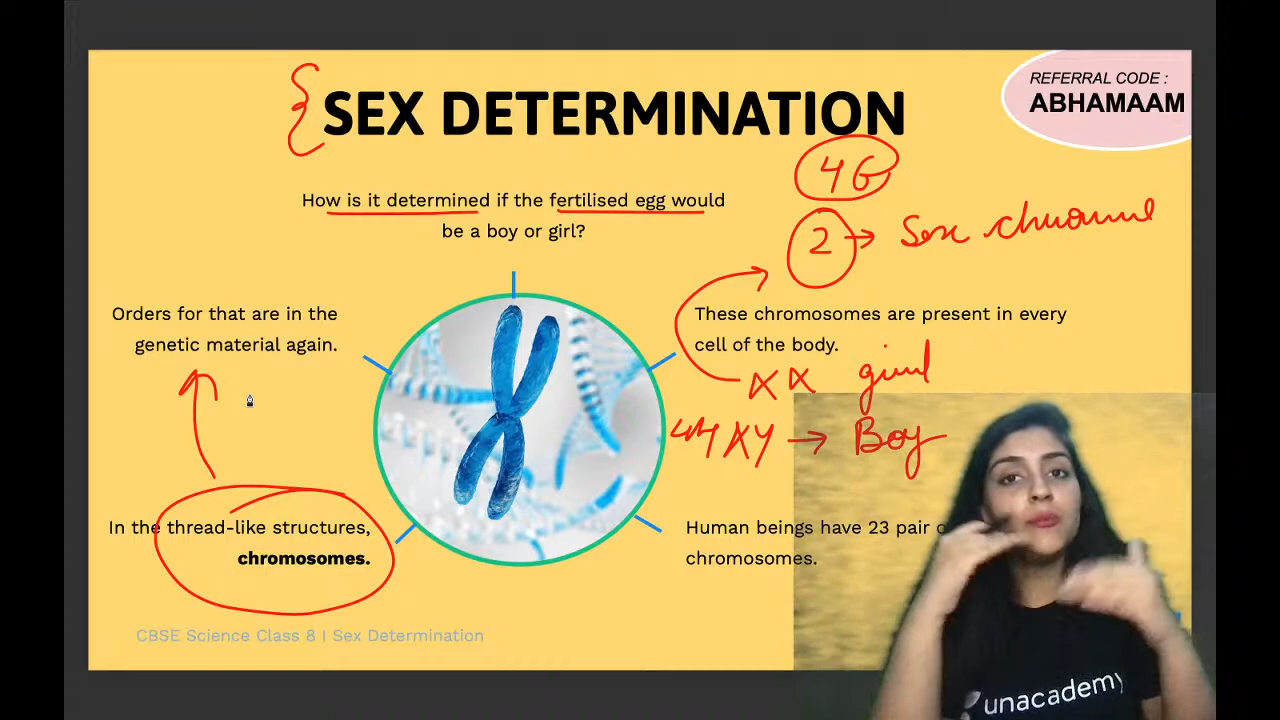 SEX DETERMINATION
REFERRAL CODE :
ABHAMAAM
46
How is it determined if the fertilised egg would
be a boy or girl?
2 → Sex
Orders for that are in the
genetic material again.
These chromosomes are present in every
cell of the body.
XX girl
XY → Boy
In the thread-like structures,
chromosomes.
Human beings have 23 pair
chromosomes.
CBSE Science Class 8 I Sex Determination
unacademy